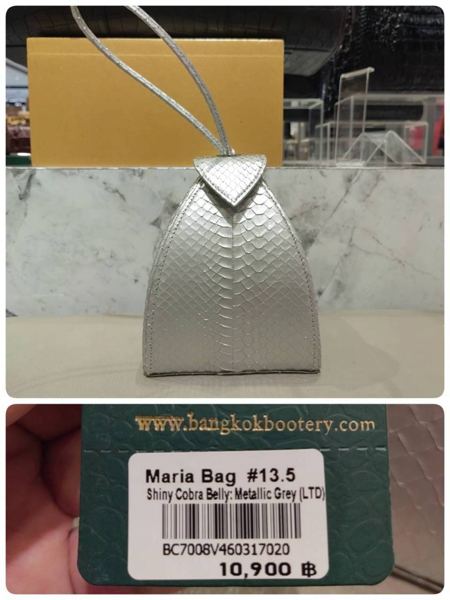 www.bangkokbootery.com
Maria Bag #13.5
Shiny Cobra Belly: Metallic Grey (LTD)
BC7008V460317020
10,900 ฿